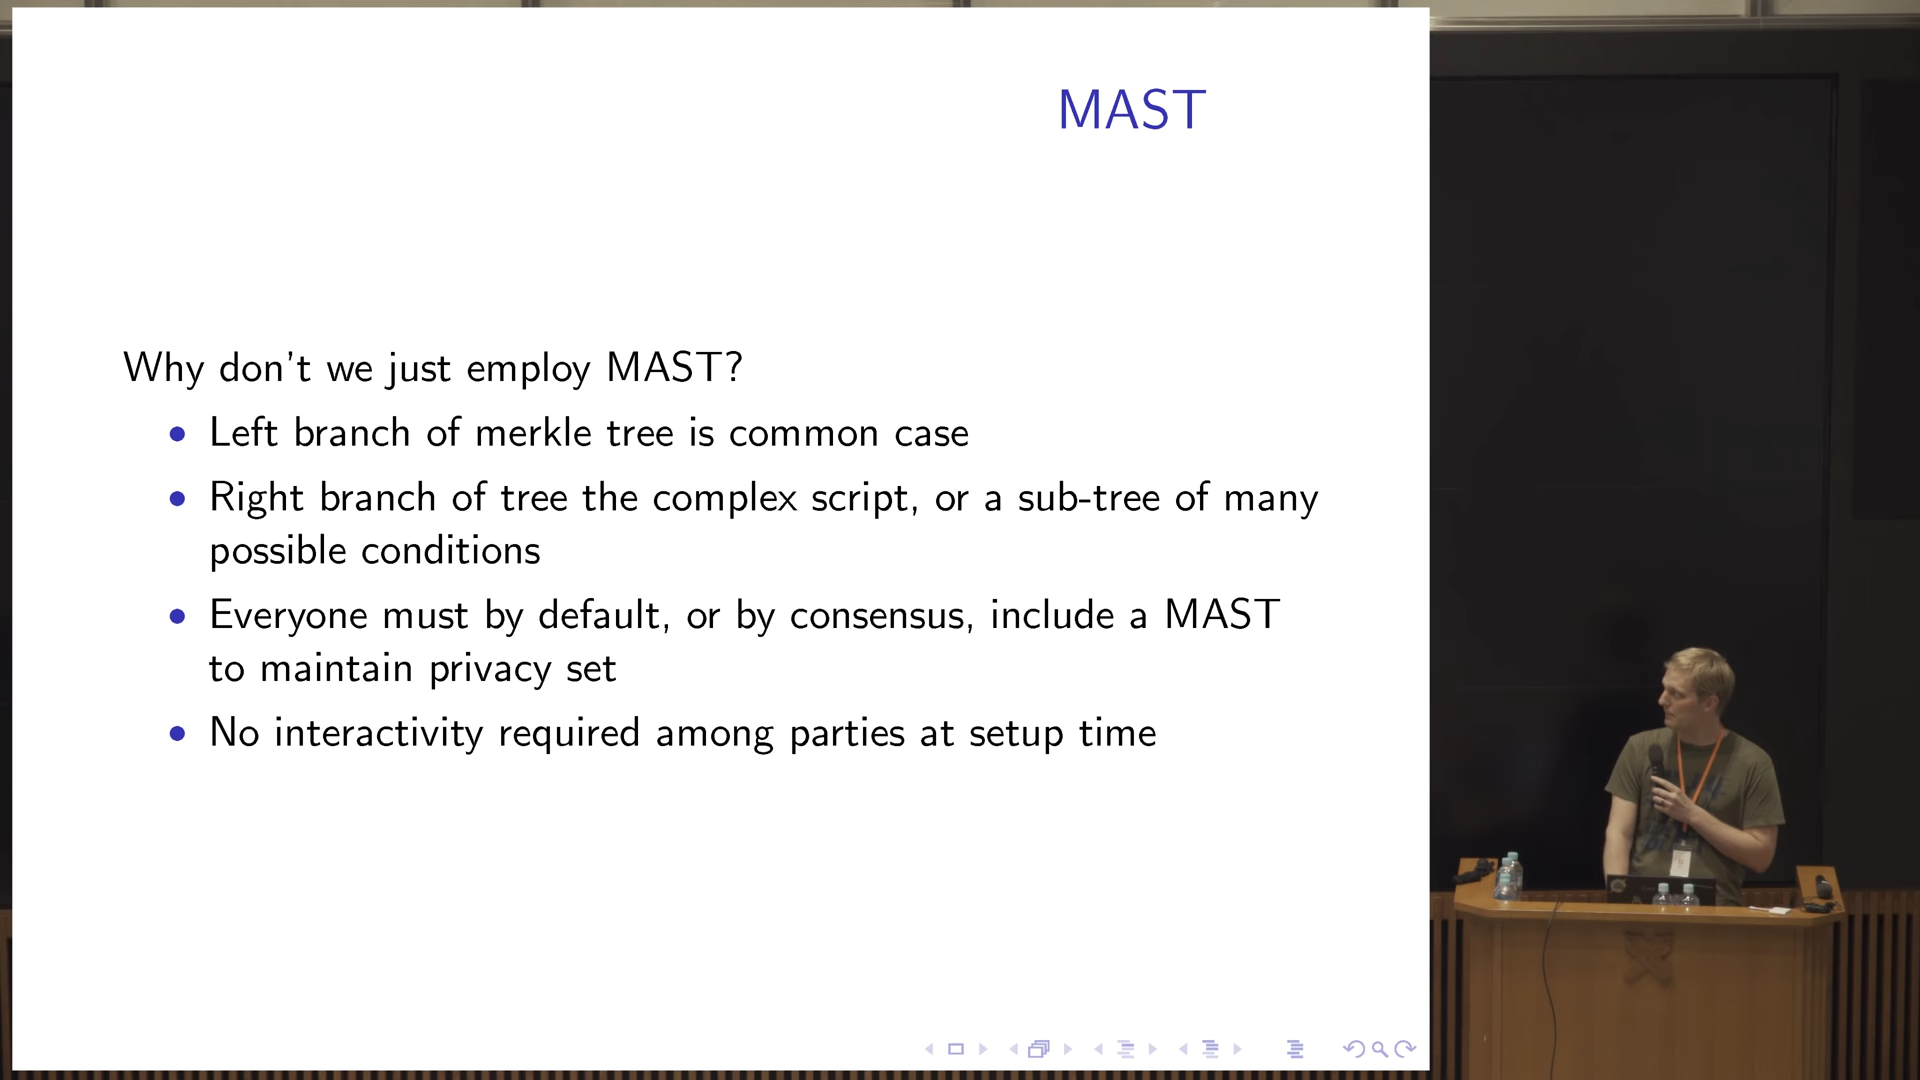 MAST
Why don't we just employ MAST?
• Left branch of merkle tree is common case
• Right branch of tree the complex script, or a sub-tree of many
possible conditions
• Everyone must by default, or by consensus, include a MAST
to maintain privacy set
• No interactivity required among parties at setup time